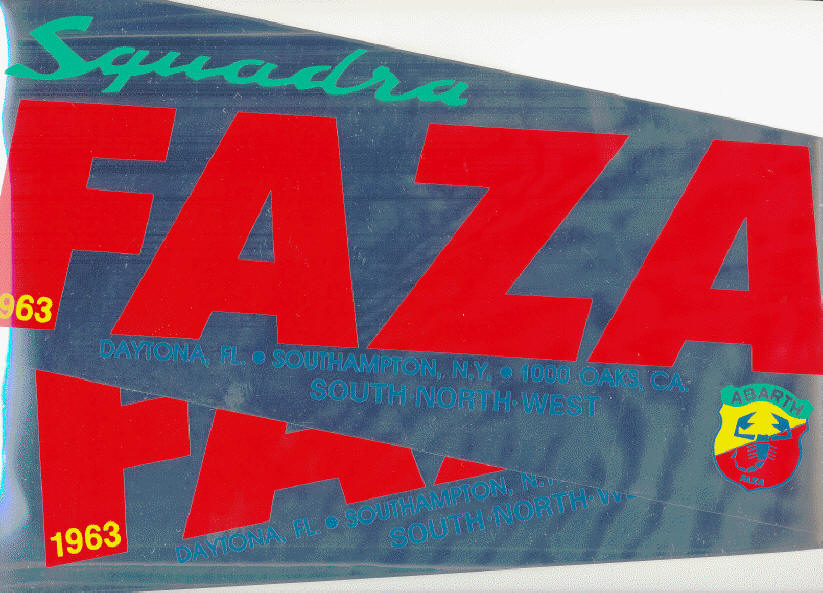 Squadra
FAZA
963
DAYTONA, FL. • SOUTHAMPTON, N.Y. • 1000 OAKS, CA.
SOUTH·NORTH·WEST
ABARTH
1963
DAYTONA, FL. • SOUTHAMPTON, N.
SOUTH·NORTH·W